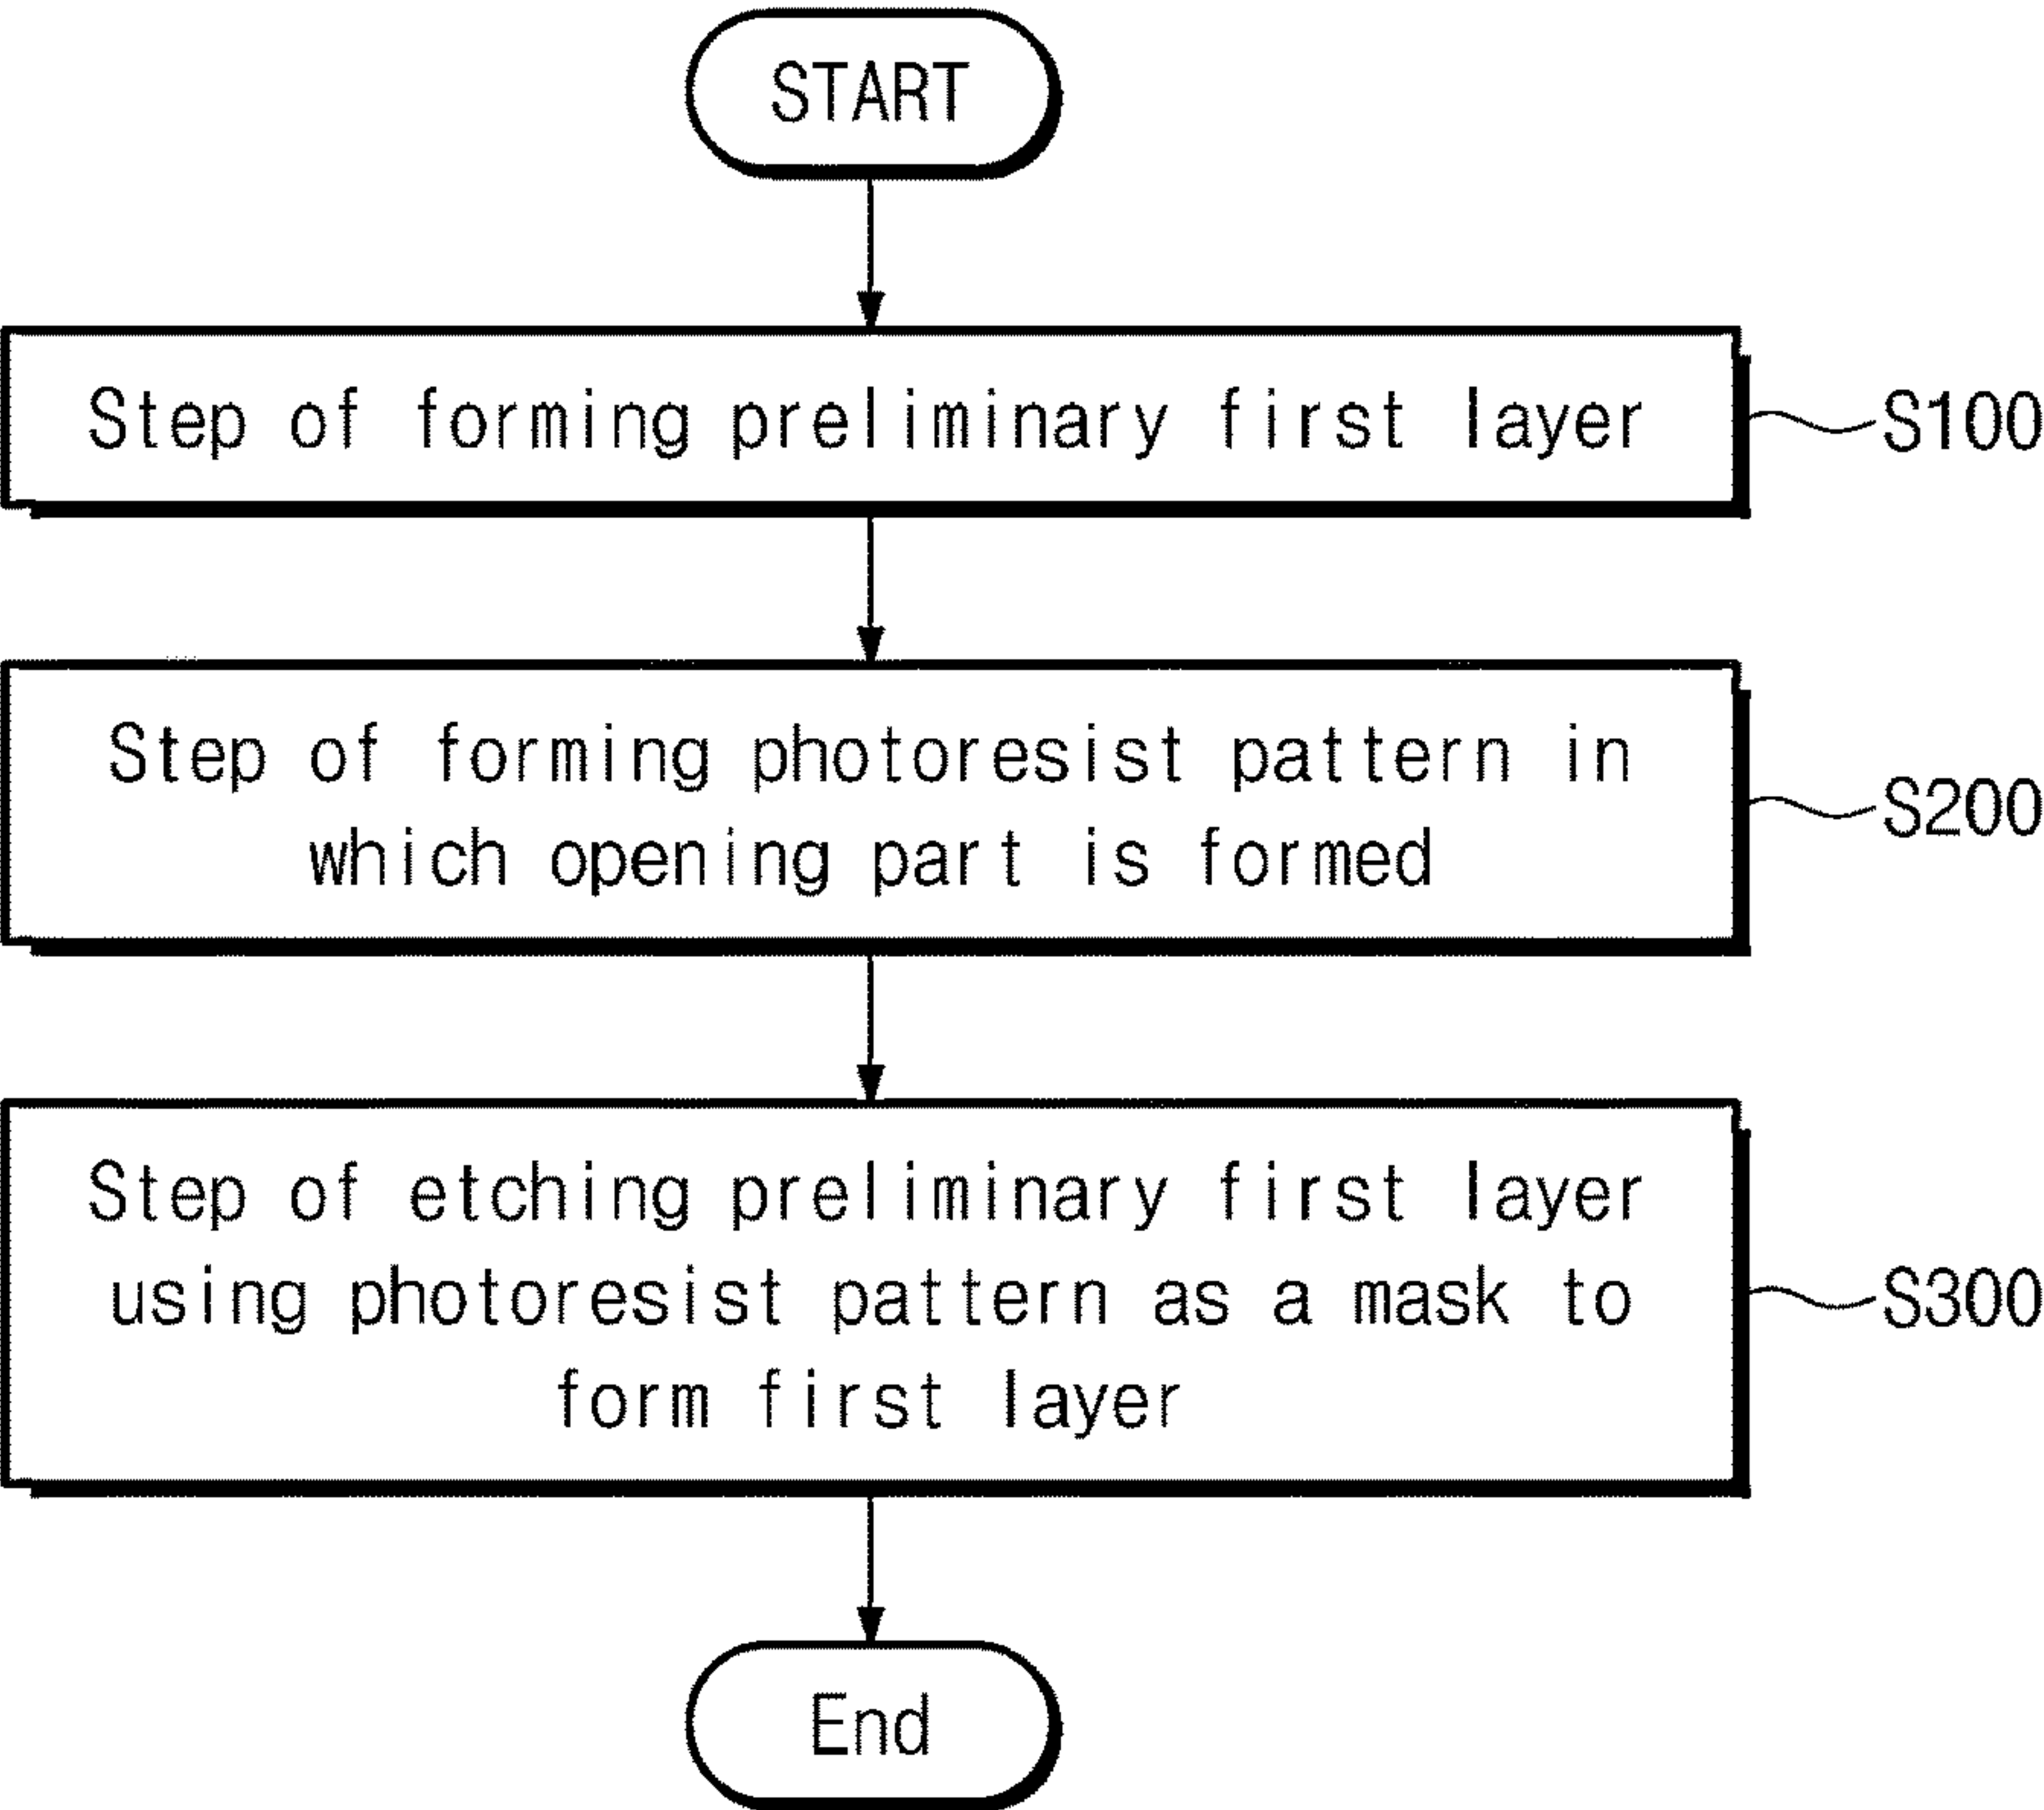 START
Step of forming preliminary first layer
S100
Step of forming photoresist pattern in
which opening part is formed
S200
Step of etching preliminary first layer
using photoresist pattern as a mask to
form first layer
S300
End